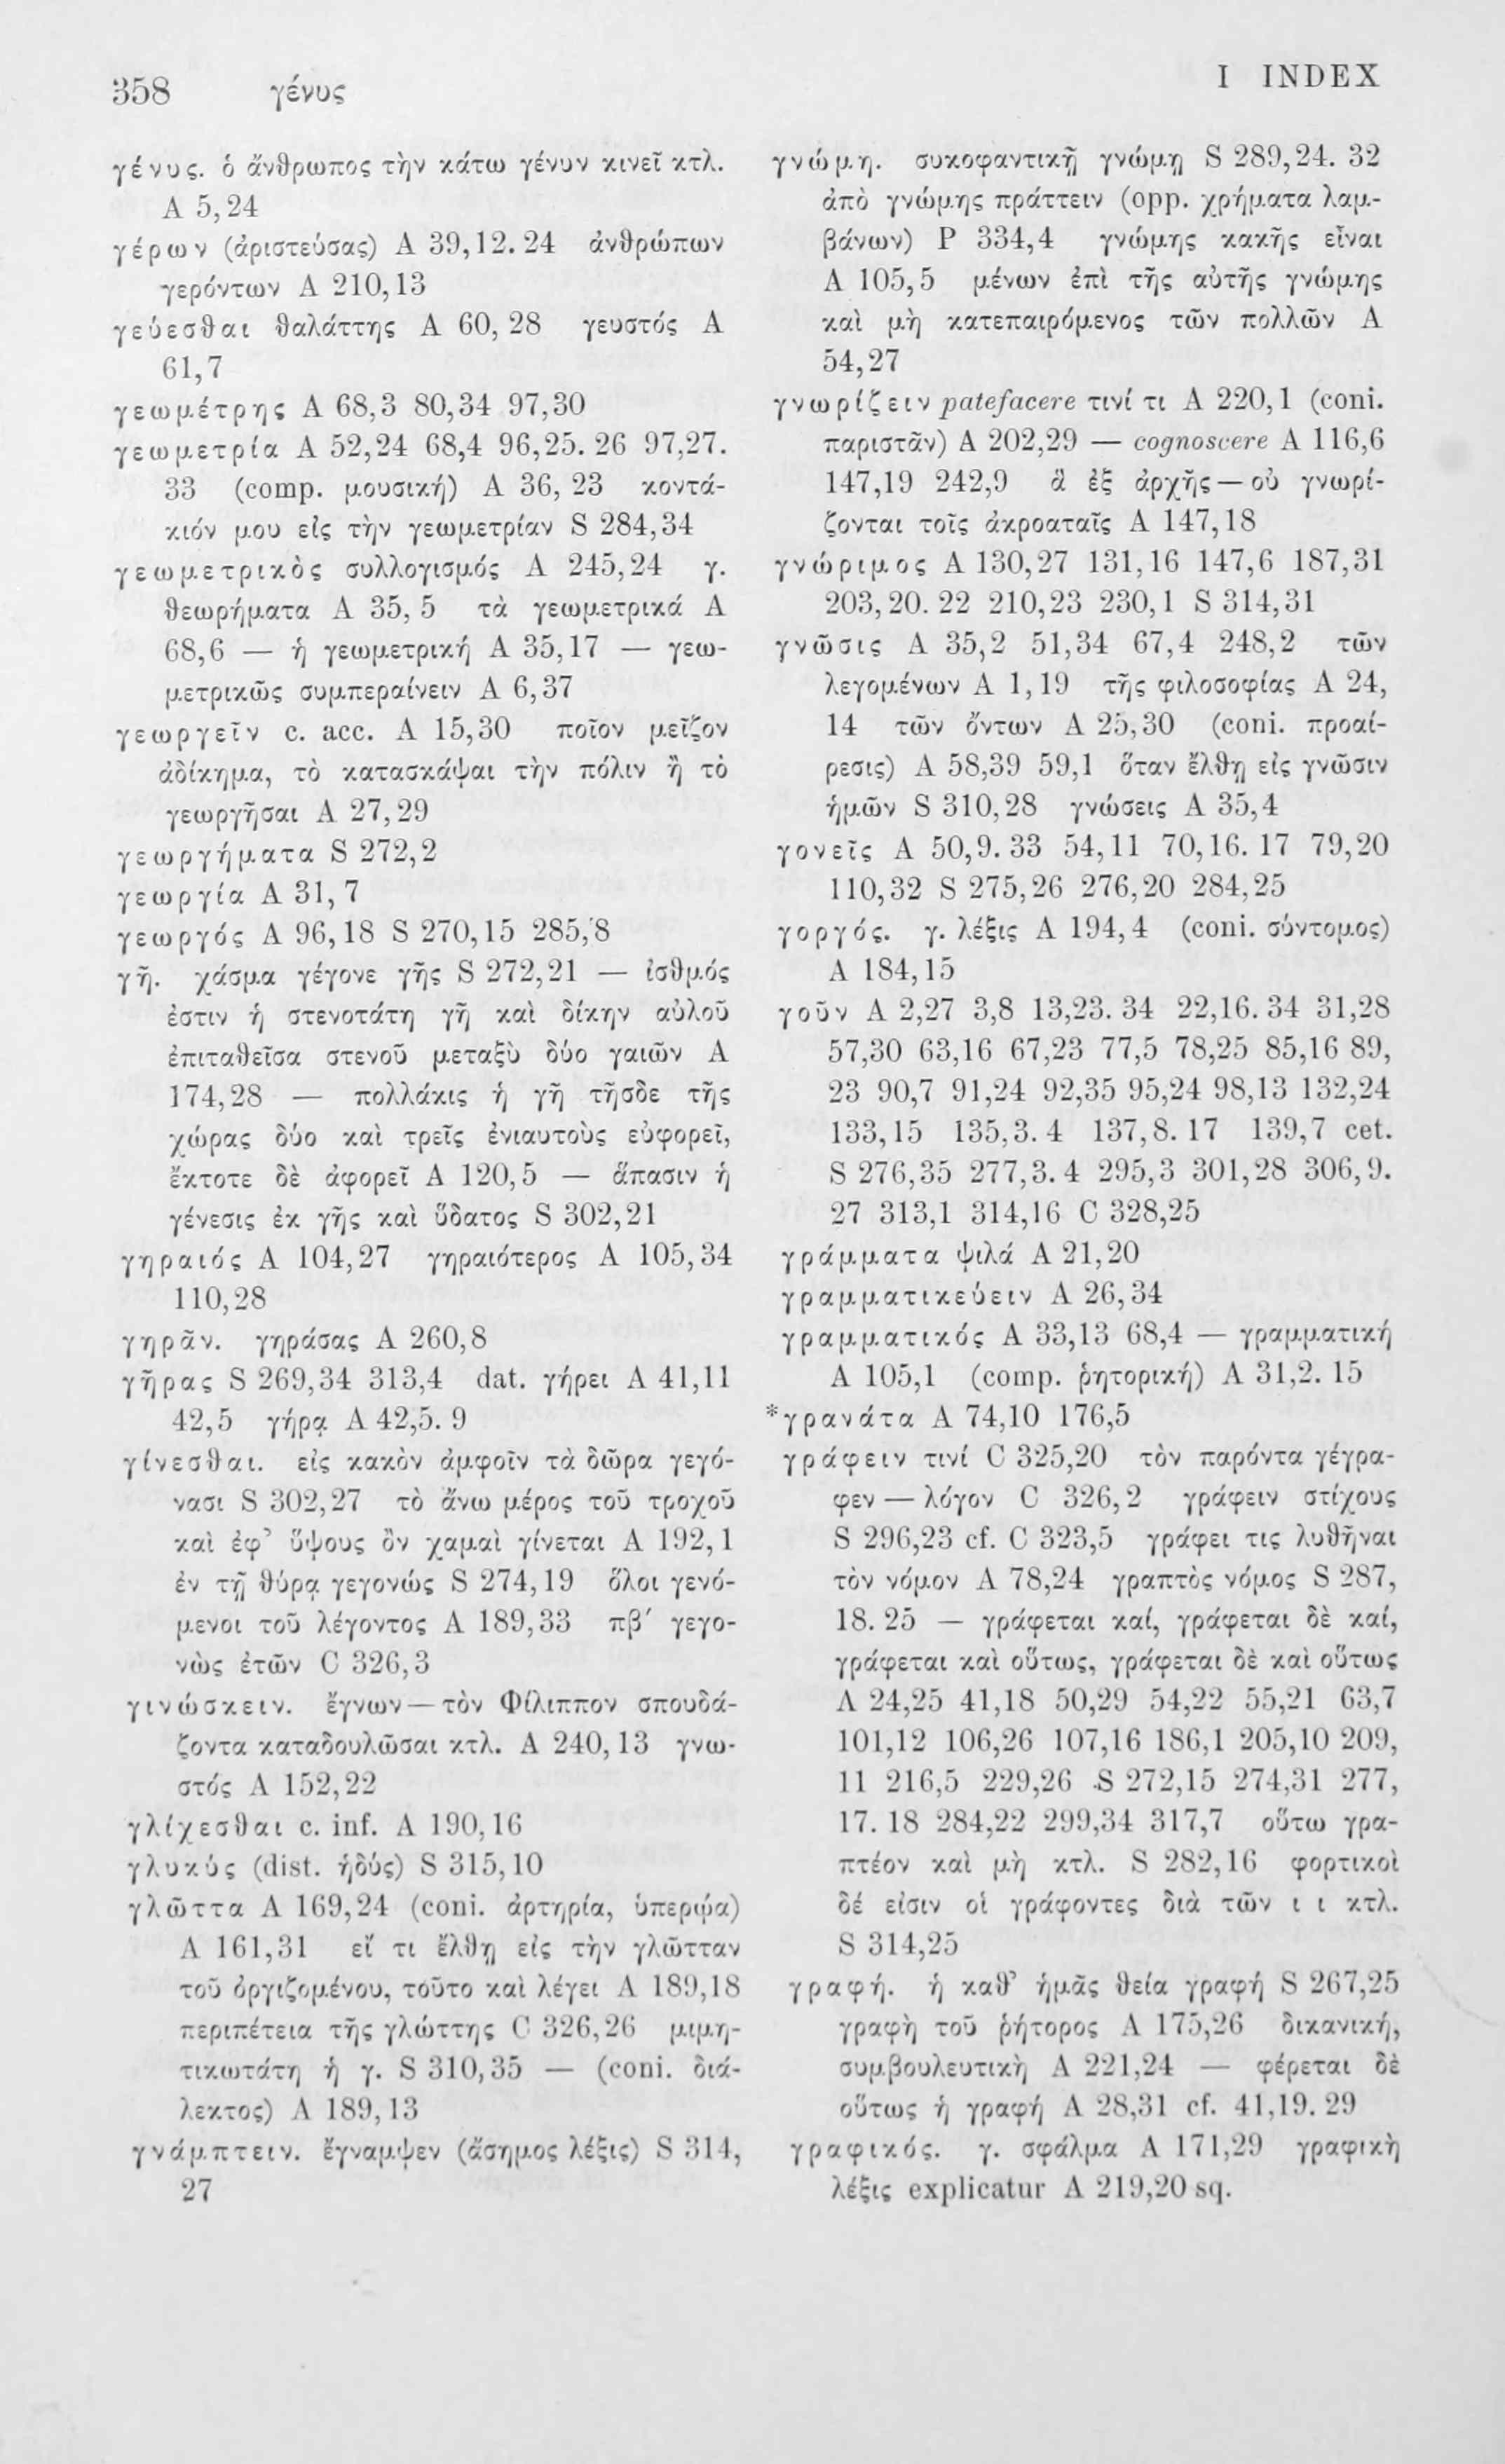 358 γένυς
I INDEX
γένυς. ὁ ἄνθρωπος τὴν κάτω γένυν κινεῖ κτλ.
A 5,24
γέρων (ἀριστεύσας) A 39,12. 24 ἀνθρώπων
γερόντων A 210,13
γεύεσθαι θαλάττης A 60, 28 γευστός A
61,7
γεωμέτρης A 68,3 80,34 97,30
γεωμετρία A 52,24 68,4 96,25. 26 97,27.
33 (comp. μουσική) A 36, 23 κοντά-
κιόν μου εἰς τὴν γεωμετρίαν S 284,34
γεωμετρικὸς συλλογισμός A 245,24 γ.
θεωρήματα A 35, 5 τὰ γεωμετρικά A
68,6 — ἡ γεωμετρική A 35,17 — γεω-
μετρικῶς συμπεραίνειν A 6,37
γεωργεῖν c. acc. A 15,30 ποῖον μεῖζον
ἀδίκημα, τὸ κατασκάψαι τὴν πόλιν ἢ τὸ
γεωργῆσαι A 27,29
γεωργήματα S 272,2
γεωργία A 31, 7
γεωργός A 96,18 S 270,15 285,8
γῆ. χάσμα γέγονε γῆς S 272,21 — ἰσθμός
ἐστιν ἡ στενοτάτη γῆ καὶ δίκην αὐλοῦ
ἐπιταθεῖσα στενοῦ μεταξὺ δύο γαιῶν A
174,28 — πολλάκις ἡ γῆ τῆσδε τῆς
χώρας δύο καὶ τρεῖς ἐνιαυτοὺς εὐφορεῖ,
ἔκτοτε δὲ ἀφορεῖ A 120,5 — ἅπασιν ἡ
γένεσις ἐκ γῆς καὶ ὕδατος S 302,21
γηραιός A 104,27 γηραιότερος A 105,34
110,28
γηρᾶν. γηράσας A 260,8
γῆρας S 269,34 313,4 dat. γήρει A 41,11
42,5 γήρᾳ A 42,5. 9
γίνεσθαι. εἰς κακὸν ἀμφοῖν τὰ δῶρα γεγό-
νασι S 302,27 τὸ ἄνω μέρος τοῦ τροχοῦ
καὶ ἐφ’ ὕψους ὂν χαμαὶ γίνεται A 192,1
ἐν τῇ θύρᾳ γεγονώς S 274,19 ὅλοι γενό-
μενοι τοῦ λέγοντος A 189,33 πβ′ γεγο-
νὼς ἐτῶν C 326,3
γινώσκειν. ἔγνων — τὸν Φίλιππον σπουδά-
ζοντα καταδουλῶσαι κτλ. A 240,13 γνω-
στός A 152,22
γλίχεσθαι c. inf. A 190,16
γλυκύς (dist. ἡδύς) S 315,10
γλῶττα A 169,24 (coni. ἀρτηρία, ὑπερῴα)
A 161,31 εἴ τι ἔλθῃ εἰς τὴν γλῶτταν
τοῦ ὀργιζομένου, τοῦτο καὶ λέγει A 189,18
περιπέτεια τῆς γλώττης C 326,26 μιμη-
τικωτάτη ἡ γ. S 310,35 — (coni. διά-
λεκτος) A 189,13
γνάμπτειν. ἔγναμψεν (ἄσημος λέξις) S 314,
27
γνώμη. συκοφαντικῇ γνώμῃ S 289,24. 32
ἀπὸ γνώμης πράττειν (opp. χρήματα λαμ-
βάνων) P 334,4 γνώμης κακῆς εἶναι
A 105,5 μένων ἐπὶ τῆς αὐτῆς γνώμης
καὶ μὴ κατεπαιρόμενος τῶν πολλῶν A
54,27
γνωρίζειν patefacere τινί τι A 220,1 (coni.
παριστᾶν) A 202,29 — cognoscere A 116,6
147,19 242,9 ἃ ἐξ ἀρχῆς — οὐ γνωρί-
ζονται τοῖς ἀκροαταῖς A 147,18
γνώριμος A 130,27 131,16 147,6 187,31
203,20. 22 210,23 230,1 S 314,31
γνῶσις A 35,2 51,34 67,4 248,2 τῶν
λεγομένων A 1,19 τῆς φιλοσοφίας A 24,
14 τῶν ὄντων A 25,30 (coni. προαί-
ρεσις) A 58,39 59,1 ὅταν ἔλθῃ εἰς γνῶσιν
ἡμῶν S 310,28 γνώσεις A 35,4
γονεῖς A 50,9. 33 54,11 70,16. 17 79,20
110,32 S 275,26 276,20 284,25
γοργός. γ. λέξις A 194,4 (coni. σύντομος)
A 184,15
γοῦν A 2,27 3,8 13,23. 34 22,16. 34 31,28
57,30 63,16 67,23 77,5 78,25 85,16 89,
23 90,7 91,24 92,35 95,24 98,13 132,24
133,15 135,3. 4 137,8. 17 139,7 cet.
S 276,35 277,3. 4 295,3 301,28 306,9.
27 313,1 314,16 C 328,25
γράμματα ψιλά A 21,20
γραμματικεύειν A 26,34
γραμματικός A 33,13 68,4 — γραμματική
A 105,1 (comp. ῥητορική) A 31,2. 15
*γρανάτα A 74,10 176,5
γράφειν τινί C 325,20 τὸν παρόντα γέγρα-
φεν — λόγον C 326,2 γράφειν στίχους
S 296,23 cf. C 323,5 γράφει τις λυθῆναι
τὸν νόμον A 78,24 γραπτὸς νόμος S 287,
18. 25 — γράφεται καί, γράφεται δὲ καί,
γράφεται καὶ οὕτως, γράφεται δὲ καὶ οὕτως
A 24,25 41,18 50,29 54,22 55,21 63,7
101,12 106,26 107,16 186,1 205,10 209,
11 216,5 229,26 S 272,15 274,31 277,
17. 18 284,22 299,34 317,7 οὕτω γρα-
πτέον καὶ μὴ κτλ. S 282,16 φορτικοὶ
δέ εἰσιν οἱ γράφοντες διὰ τῶν ι ι κτλ.
S 314,25
γραφή. ἡ καθ’ ἡμᾶς θεία γραφή S 267,25
γραφὴ τοῦ ῥήτορος A 175,26 δικανική,
συμβουλευτικὴ A 221,24 — φέρεται δὲ
οὕτως ἡ γραφή A 28,31 cf. 41,19. 29
γραφικός. γ. σφάλμα A 171,29 γραφικὴ
λέξις explicatur A 219,20 sq.